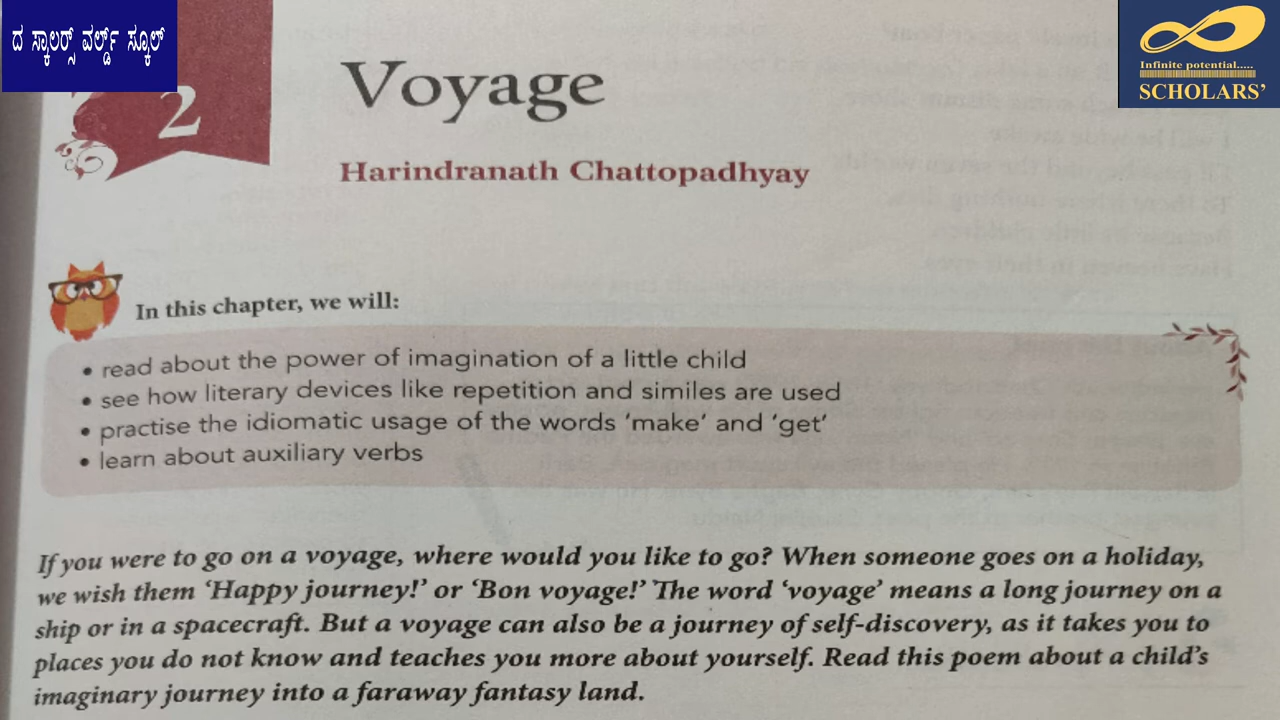 ದ ಸ್ಕಾಲರ್ಸ್ ವರ್ಲ್ಡ್ ಸ್ಕೂಲ್
Infinite potential.....
SCHOLARS'
2
Voyage
Harindranath Chattopadhyay
In this chapter, we will:
• read about the power of imagination of a little child
• see how literary devices like repetition and similes are used
• practise the idiomatic usage of the words ‘make’ and ‘get’
• learn about auxiliary verbs
If you were to go on a voyage, where would you like to go? When someone goes on a holiday,
we wish them ‘Happy journey!’ or ‘Bon voyage!’ The word ‘voyage’ means a long journey on a
ship or in a spacecraft. But a voyage can also be a journey of self-discovery, as it takes you to
places you do not know and teaches you more about yourself. Read this poem about a child’s
imaginary journey into a faraway fantasy land.